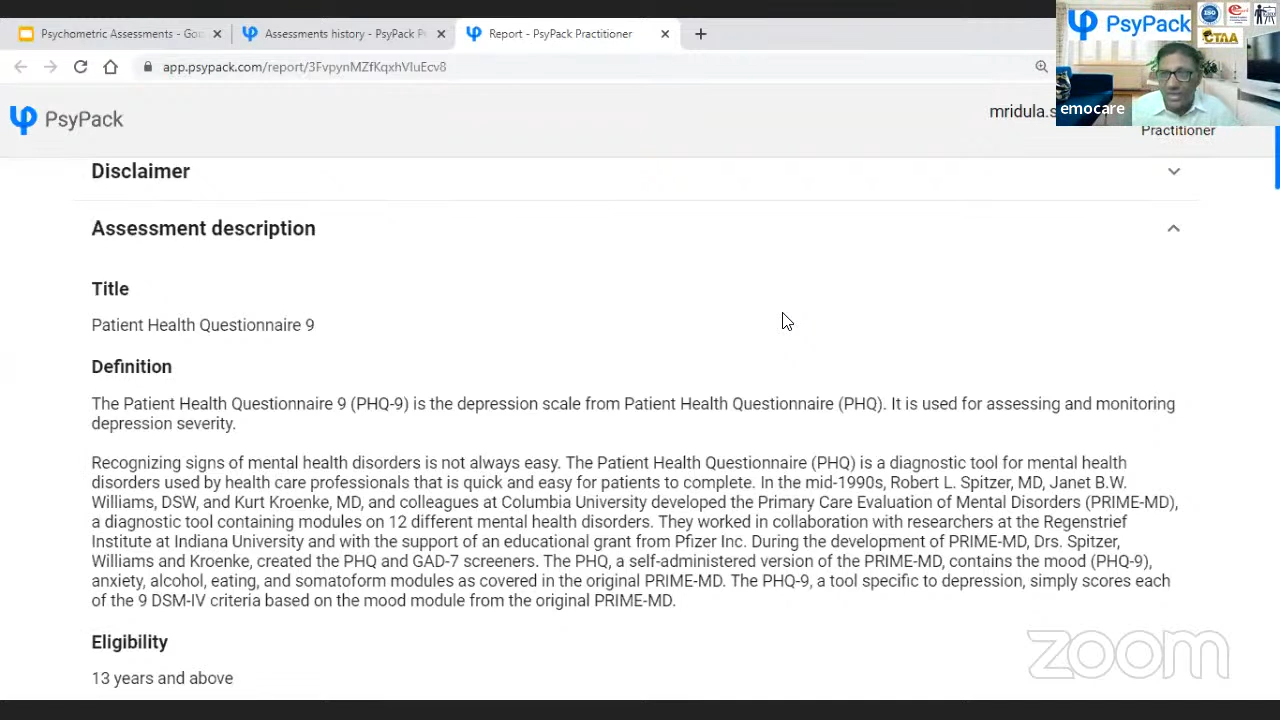 Psychometric Assessments - Goo
Assessments history - PsyPack P
Report - PsyPack Practitioner
app.psypack.com/report/3FvpynMZfKqxhVluEcv8
PsyPack
ISO
CTAA
emocare
PsyPack
mridula.s
Practitioner
Disclaimer
Assessment description
Title
Patient Health Questionnaire 9
Definition
The Patient Health Questionnaire 9 (PHQ-9) is the depression scale from Patient Health Questionnaire (PHQ). It is used for assessing and monitoring
depression severity.
Recognizing signs of mental health disorders is not always easy. The Patient Health Questionnaire (PHQ) is a diagnostic tool for mental health
disorders used by health care professionals that is quick and easy for patients to complete. In the mid-1990s, Robert L. Spitzer, MD, Janet B.W.
Williams, DSW, and Kurt Kroenke, MD, and colleagues at Columbia University developed the Primary Care Evaluation of Mental Disorders (PRIME-MD),
a diagnostic tool containing modules on 12 different mental health disorders. They worked in collaboration with researchers at the Regenstrief
Institute at Indiana University and with the support of an educational grant from Pfizer Inc. During the development of PRIME-MD, Drs. Spitzer,
Williams and Kroenke, created the PHQ and GAD-7 screeners. The PHQ, a self-administered version of the PRIME-MD, contains the mood (PHQ-9),
anxiety, alcohol, eating, and somatoform modules as covered in the original PRIME-MD. The PHQ-9, a tool specific to depression, simply scores each
of the 9 DSM-IV criteria based on the mood module from the original PRIME-MD.
Eligibility
13 years and above
zoom